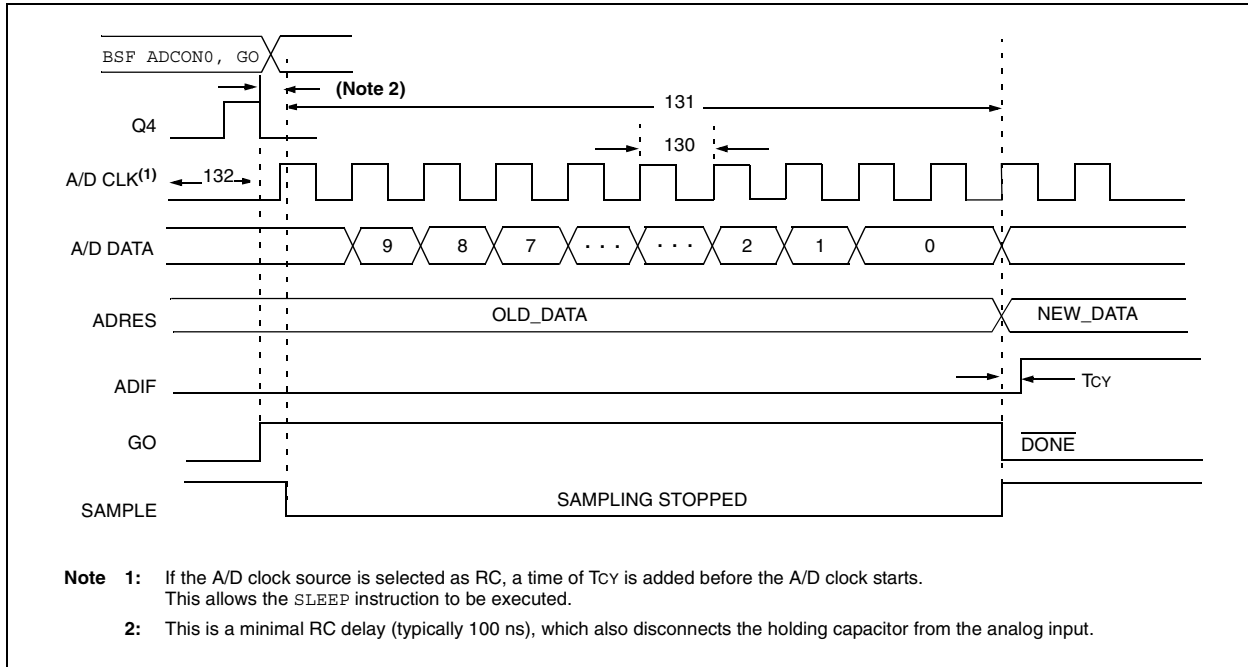 BSF ADCON0, GO
(Note 2)
131
Q4
130
A/D CLK(1)
132
A/D DATA
9 8 7 · · · · · · 2 1 0
ADRES
OLD_DATA
NEW_DATA
ADIF
TCY
GO
DONE
SAMPLE
SAMPLING STOPPED
Note 1: If the A/D clock source is selected as RC, a time of TCY is added before the A/D clock starts.
This allows the SLEEP instruction to be executed.
2: This is a minimal RC delay (typically 100 ns), which also disconnects the holding capacitor from the analog input.